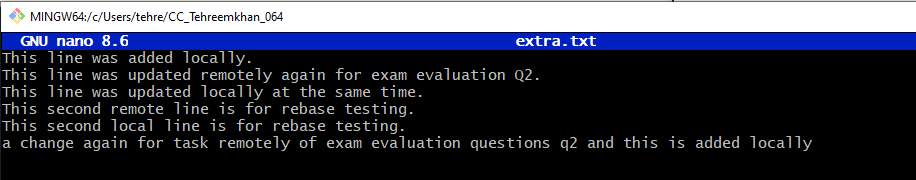 MINGW64:/c/Users/tehre/CC_Tehreemkhan_064
GNU nano 8.6 extra.txt
This line was added locally.
This line was updated remotely again for exam evaluation Q2.
This line was updated locally at the same time.
This second remote line is for rebase testing.
This second local line is for rebase testing.
a change again for task remotely of exam evaluation questions q2 and this is added locally